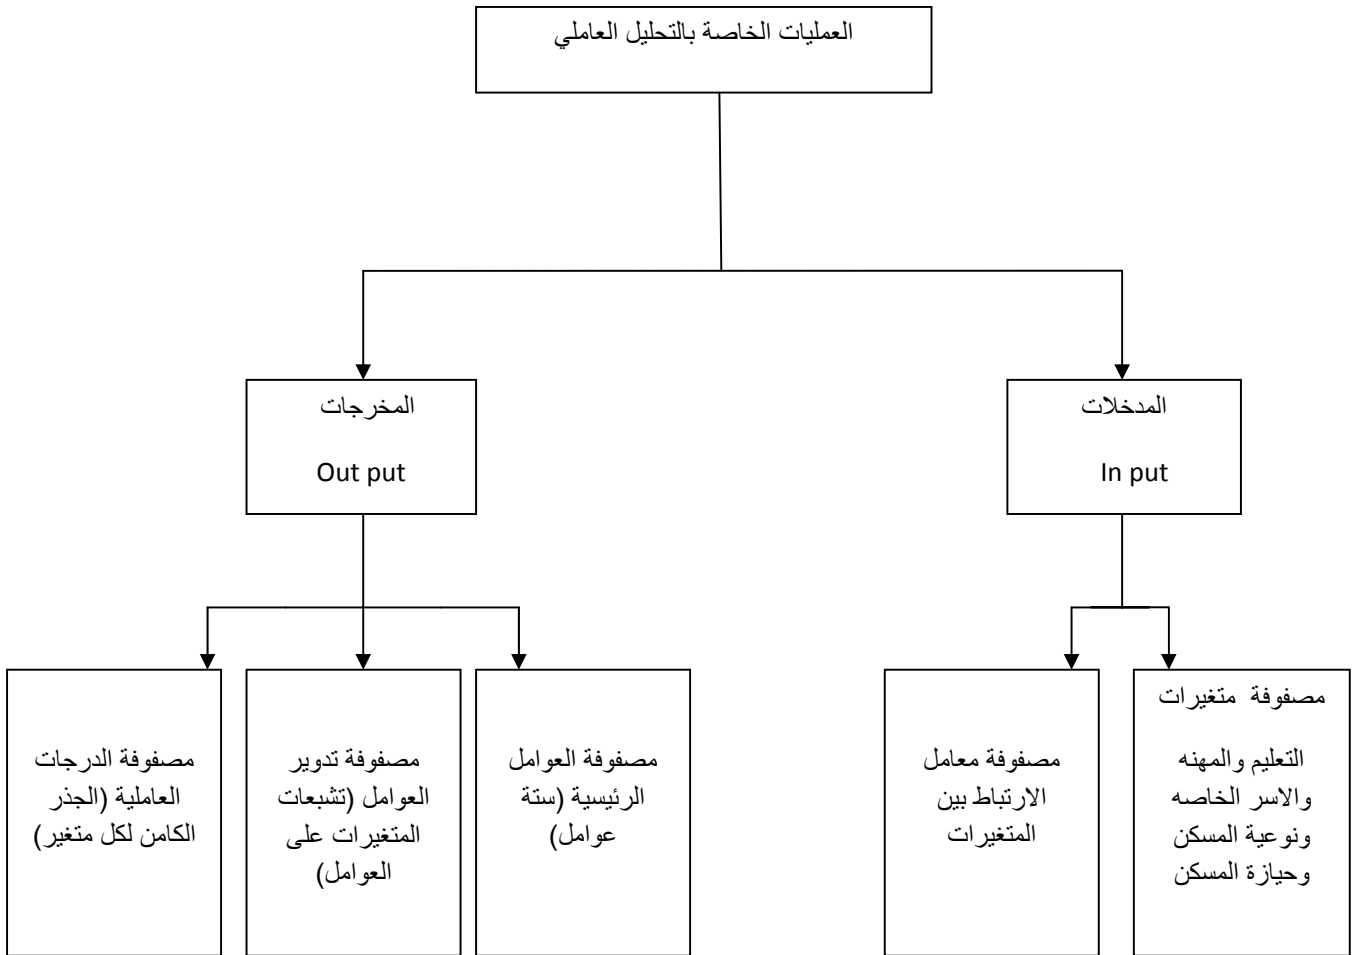 العمليات الخاصة بالتحليل العاملي
المدخلات
In put
المخرجات
Out put
مصفوفة متغيرات
التعليم والمهنه
والاسر الخاصه
ونوعية المسكن
وحيازة المسكن
مصفوفة معامل
الارتباط بين
المتغيرات
مصفوفة العوامل
الرئيسية (ستة
عوامل)
مصفوفة تدوير
العوامل (تشبعات
المتغيرات على
العوامل)
مصفوفة الدرجات
العاملية (الجذر
الكامن لكل متغير)